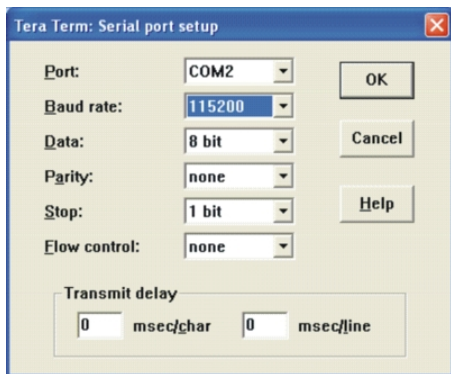 Tera Term: Serial port setup
Port: COM2 OK
Baud rate: 115200
Data: 8 bit Cancel
Parity: none
Stop: 1 bit Help
Flow control: none
Transmit delay
0 msec/char 0 msec/line